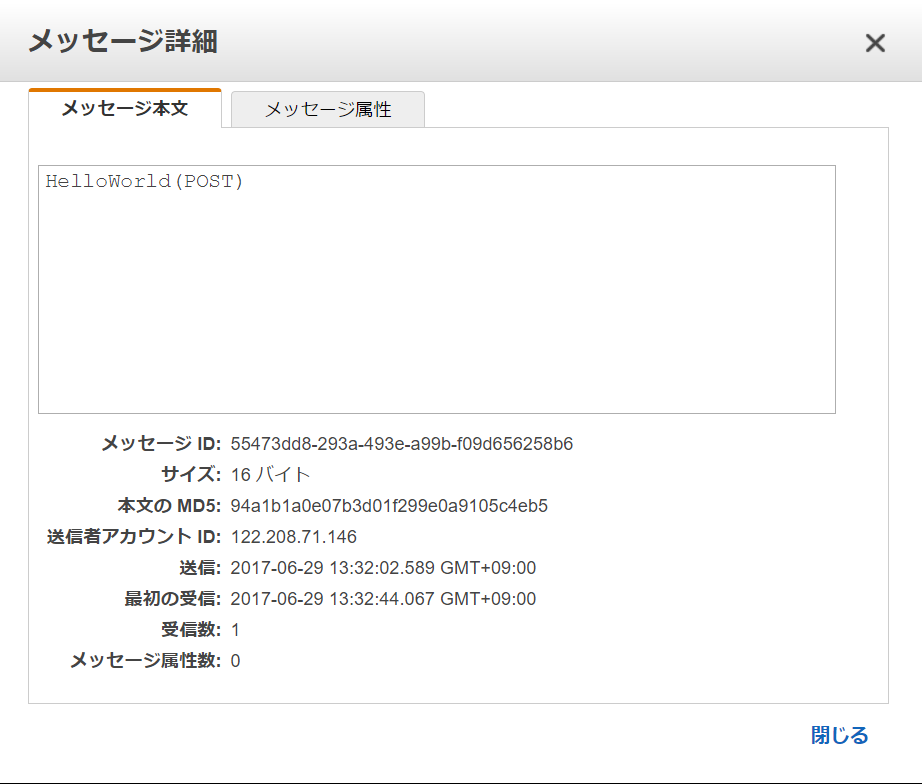 メッセージ詳細
メッセージ本文 メッセージ属性
HelloWorld(POST)
メッセージ ID: 55473dd8-293a-493e-a99b-f09d656258b6
サイズ: 16 バイト
本文の MD5: 94a1b1a0e07b3d01f299e0a9105c4eb5
送信者アカウント ID: 122.208.71.146
送信: 2017-06-29 13:32:02.589 GMT+09:00
最初の受信: 2017-06-29 13:32:44.067 GMT+09:00
受信数: 1
メッセージ属性数: 0
閉じる